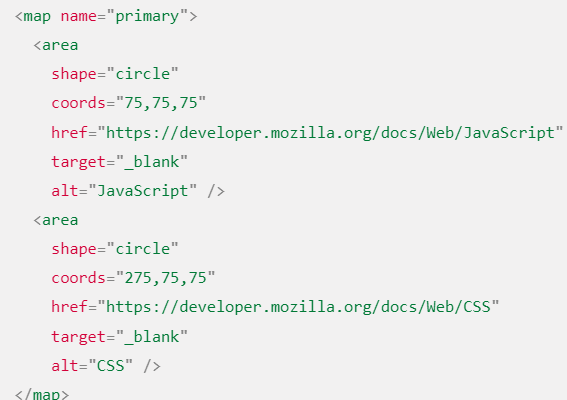 <map name="primary">
<area
shape="circle"
coords="75,75,75"
href="https://developer.mozilla.org/docs/Web/JavaScript"
target="_blank"
alt="JavaScript" />
<area
shape="circle"
coords="275,75,75"
href="https://developer.mozilla.org/docs/Web/CSS"
target="_blank"
alt="CSS" />
</map>